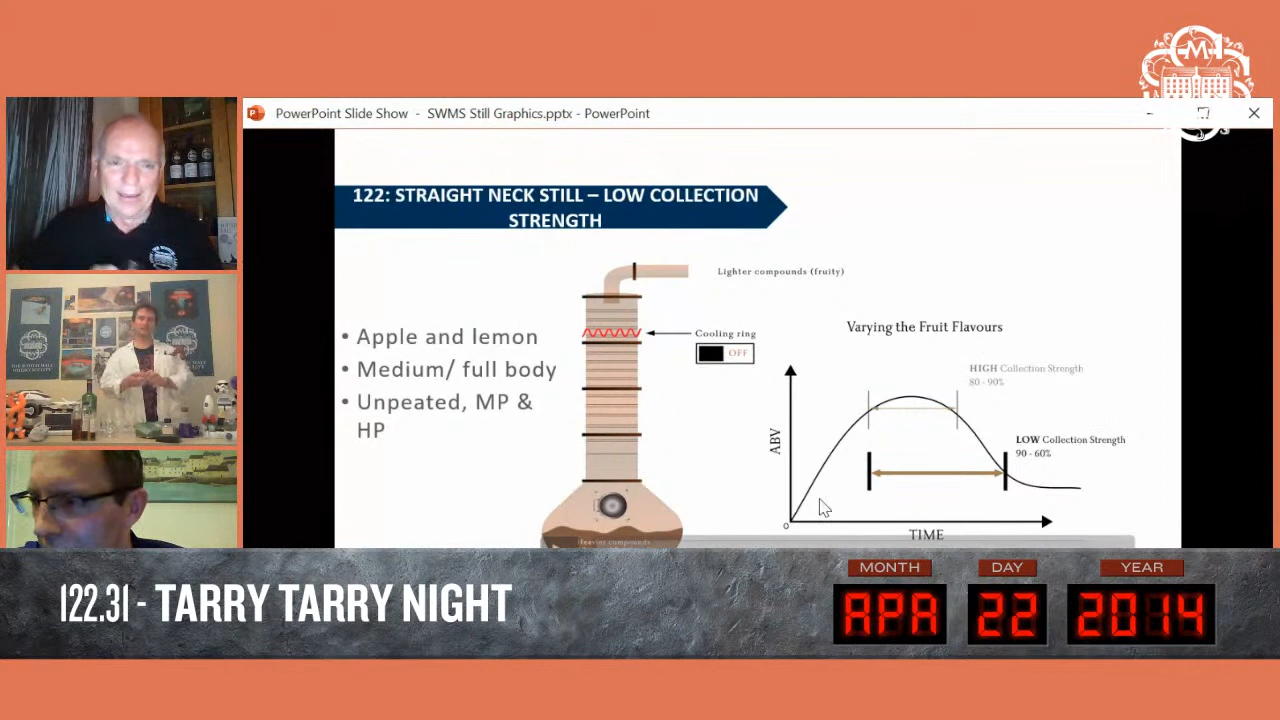 M
PowerPoint Slide Show - SWMS Still Graphics.pptx - PowerPoint
122: STRAIGHT NECK STILL – LOW COLLECTION
STRENGTH
Lighter compounds (fruity)
• Apple and lemon
• Medium/ full body
• Unpeated, MP &
HP
Cooling ring
OFF
Varying the Fruit Flavours
HIGH Collection Strength
80 - 90%
LOW Collection Strength
90 - 60%
ABV
0
TIME
Heavier compounds
122.31 - TARRY TARRY NIGHT
MONTH
DAY
YEAR
APA
22
2014